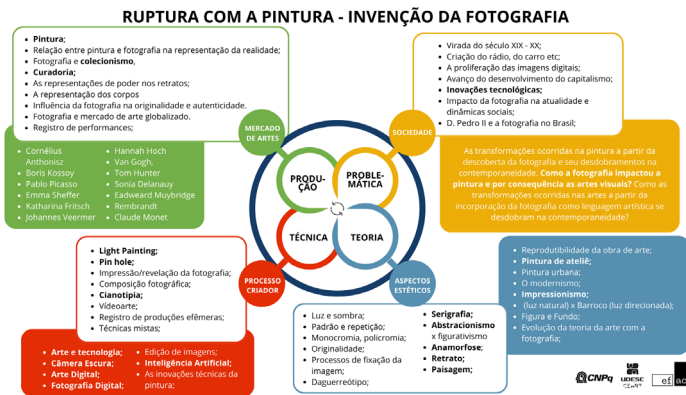 RUPTURA COM A PINTURA - INVENÇÃO DA FOTOGRAFIA
Pintura;
Relação entre pintura e fotografia na representação da realidade;
Fotografia e colecionismo,
Curadoria;
As representações de poder nos retratos;
A representação dos corpos
Influência da fotografia na originalidade e autenticidade.
Fotografia e mercado de arte globalizado.
Registro de performances;
MERCADO
DE ARTES
Cornélius
Anthonisz
Boris Kossoy
Pablo Picasso
Emma Sheffer
Katharina Fritsch
Johannes Veermer
Hannah Hoch
Van Gogh,
Tom Hunter
Sonia Delanauy
Eadweard Muybridge
Rembrandt
Claude Monet
Virada do século XIX - XX;
Criação do rádio, do carro etc;
A proliferação das imagens digitais;
Avanço do desenvolvimento do capitalismo;
Inovações tecnológicas;
Impacto da fotografia na atualidade e
dinâmicas sociais;
D. Pedro II e a fotografia no Brasil;
SOCIEDADE
As transformações ocorridas na pintura a partir da
descoberta da fotografia e seu desdobramentos na
contemporaneidade. Como a fotografia impactou a
pintura e por consequência as artes visuais? Como as
transformações ocorridas nas artes a partir da
incorporação da fotografia como linguagem artística se
desdobram na contemporaneidade?
PRODU-
ÇÃO
PROBLE-
MÁTICA
TÉCNICA
TEORIA
Light Painting;
Pin hole;
Impressão/revelação da fotografia;
Composição fotográfica;
Cianotipia;
Vídeoarte;
Registro de produções efêmeras;
Técnicas mistas;
PROCESSO
CRIADOR
Arte e tecnologia;
Câmera Escura;
Arte Digital;
Fotografia Digital;
Edição de imagens;
Inteligência Artificial;
As inovações técnicas da
pintura;
ASPECTOS
ESTÉTICOS
Luz e sombra;
Padrão e repetição;
Monocromia, policromia;
Originalidade;
Processos de fixação da
imagem;
Daguerreótipo;
Serigrafia;
Abstracionismo
x figurativismo
Anamorfose;
Retrato;
Paisagem;
Reprodutibilidade da obra de arte;
Pintura de ateliê;
Pintura urbana;
O modernismo;
Impressionismo;
(luz natural) x Barroco (luz direcionada);
Figura e Fundo;
Evolução da teoria da arte com a
fotografia;
CNPq
UDESC
CEART